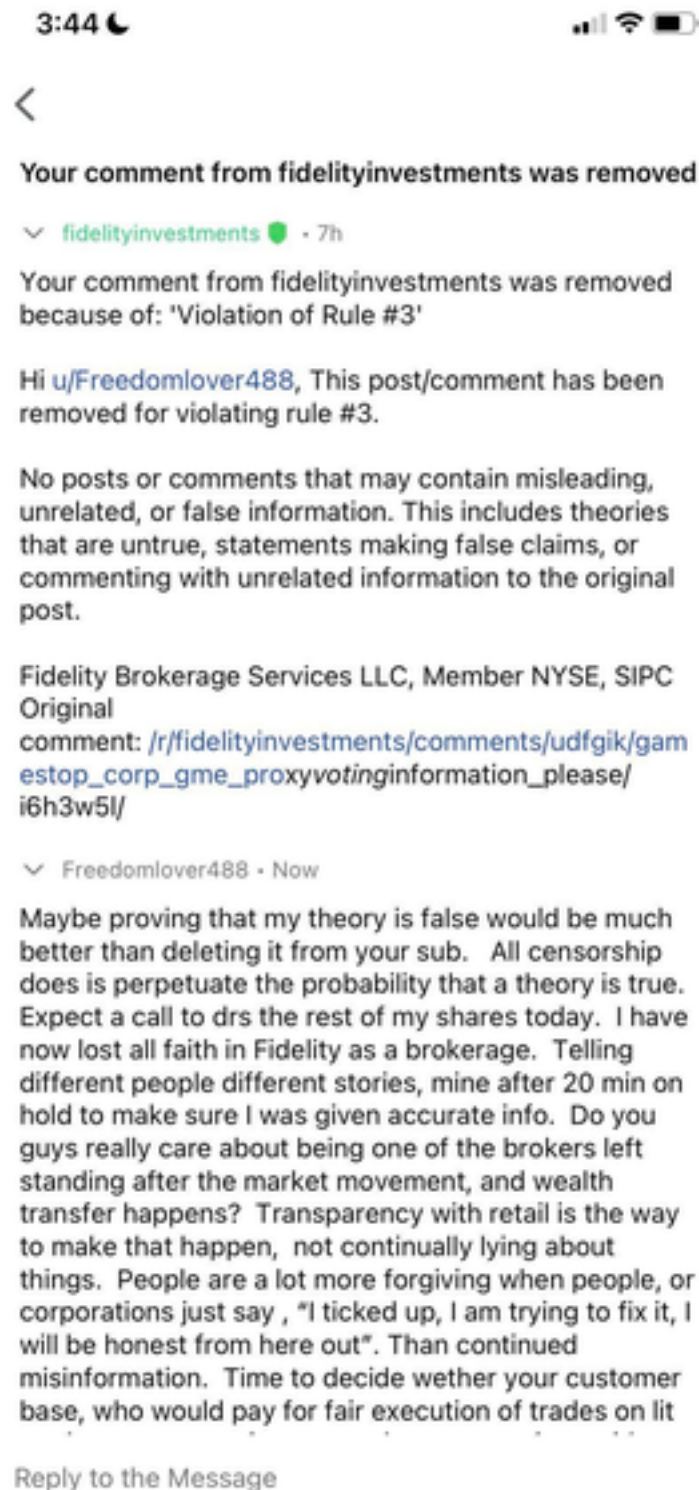 3:44
Your comment from fidelityinvestments was removed
fidelityinvestments • 7h
Your comment from fidelityinvestments was removed
because of: 'Violation of Rule #3'
Hi u/Freedomlover488, This post/comment has been
removed for violating rule #3.
No posts or comments that may contain misleading,
unrelated, or false information. This includes theories
that are untrue, statements making false claims, or
commenting with unrelated information to the original
post.
Fidelity Brokerage Services LLC, Member NYSE, SIPC
Original
comment: /r/fidelityinvestments/comments/udfgik/gam
estop_corp_gme_proxyvotinginformation_please/
i6h3w5l/
Freedomlover488 • Now
Maybe proving that my theory is false would be much
better than deleting it from your sub. All censorship
does is perpetuate the probability that a theory is true.
Expect a call to drs the rest of my shares today. I have
now lost all faith in Fidelity as a brokerage. Telling
different people different stories, mine after 20 min on
hold to make sure I was given accurate info. Do you
guys really care about being one of the brokers left
standing after the market movement, and wealth
transfer happens? Transparency with retail is the way
to make that happen, not continually lying about
things. People are a lot more forgiving when people, or
corporations just say , “I ticked up, I am trying to fix it, I
will be honest from here out”. Than continued
misinformation. Time to decide wether your customer
base, who would pay for fair execution of trades on lit
Reply to the Message